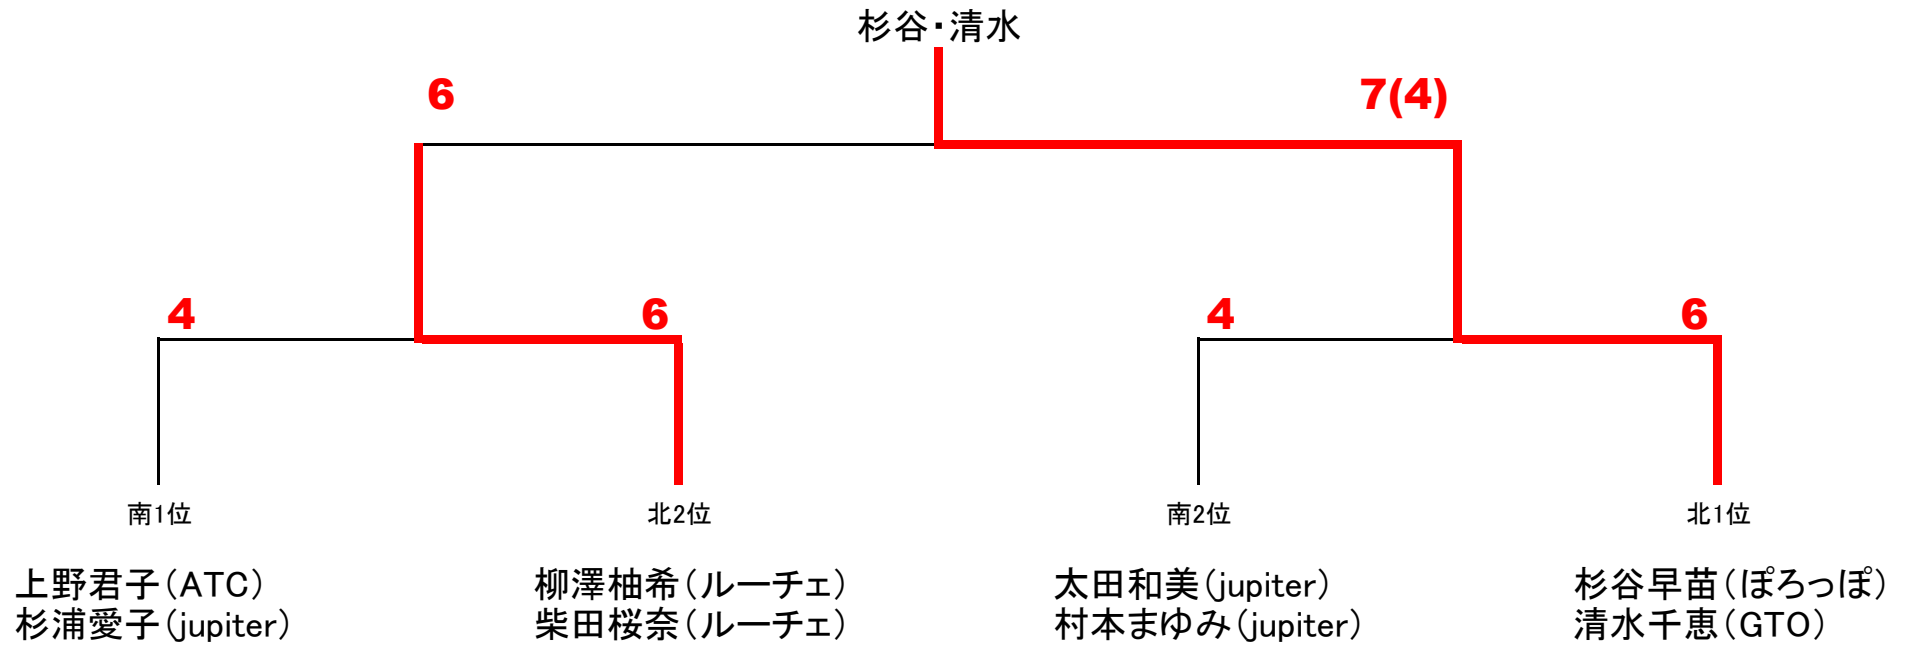 杉谷・清水
6 7(4)
4 6 4 6
南1位 北2位 南2位 北1位
上野君子(ATC) 柳澤柚希(ルーチェ) 太田和美(jupiter) 杉谷早苗(ぽろっぽ)
杉浦愛子(jupiter) 柴田桜奈(ルーチェ) 村本まゆみ(jupiter) 清水千恵(GTO)